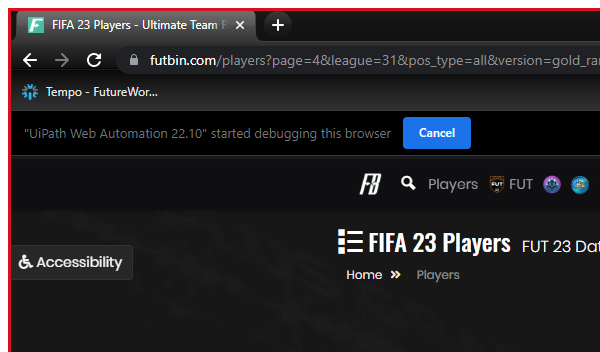 FIFA 23 Players - Ultimate Team
futbin.com/players?page=4&league=31&pos_type=all&version=gold_ra
Tempo - FutureWor...
"UiPath Web Automation 22.10" started debugging this browser Cancel
Players FUT FUT
FIFA 23 Players FUT 23 Dat
Accessibility
Home » Players